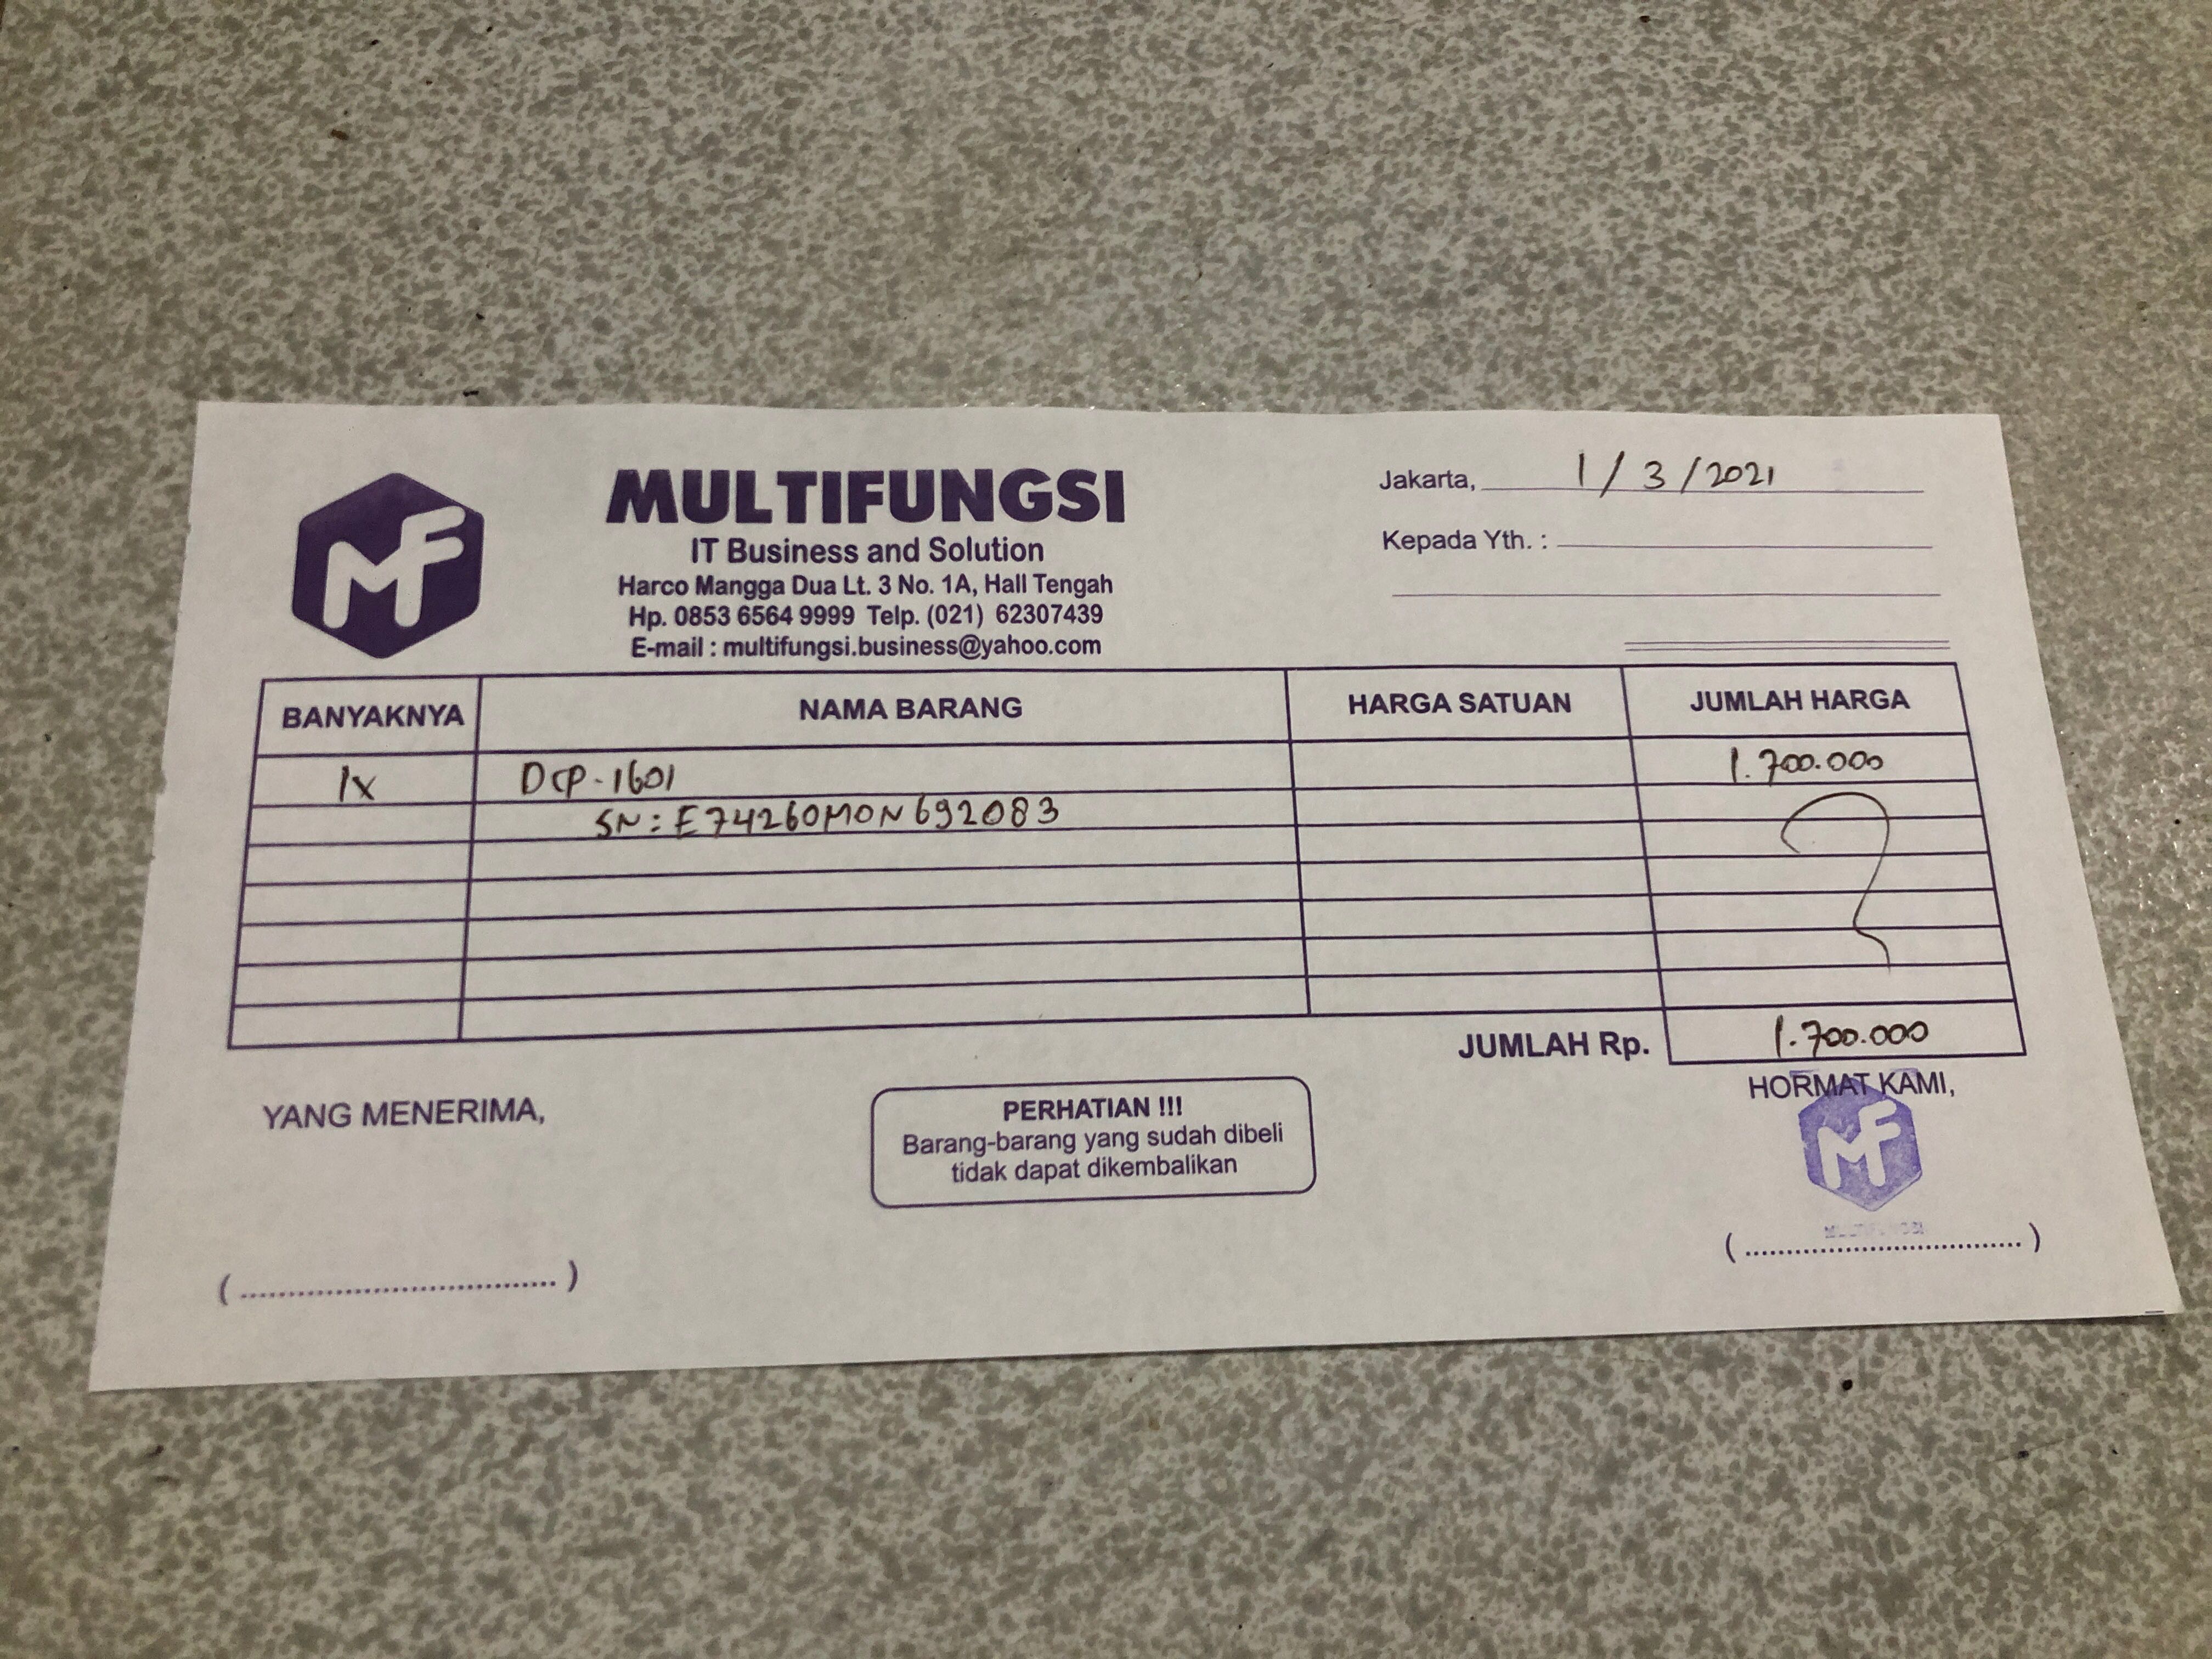 MF
MULTIFUNGSI
IT Business and Solution
Harco Mangga Dua Lt. 3 No. 1A, Hall Tengah
Hp. 0853 6564 9999 Telp. (021) 62307439
E-mail : multifungsi.business@yahoo.com
Jakarta, 1/3/2021
Kepada Yth. :
BANYAKNYA NAMA BARANG HARGA SATUAN JUMLAH HARGA
1x DCP-1601 1.700.000
SN: E74260M0N692083
JUMLAH Rp. 1.700.000
YANG MENERIMA,
PERHATIAN !!!
Barang-barang yang sudah dibeli
tidak dapat dikembalikan
HORMAT KAMI,
MF
MULTIFUNGSI
( ................................ )
( ................................ )